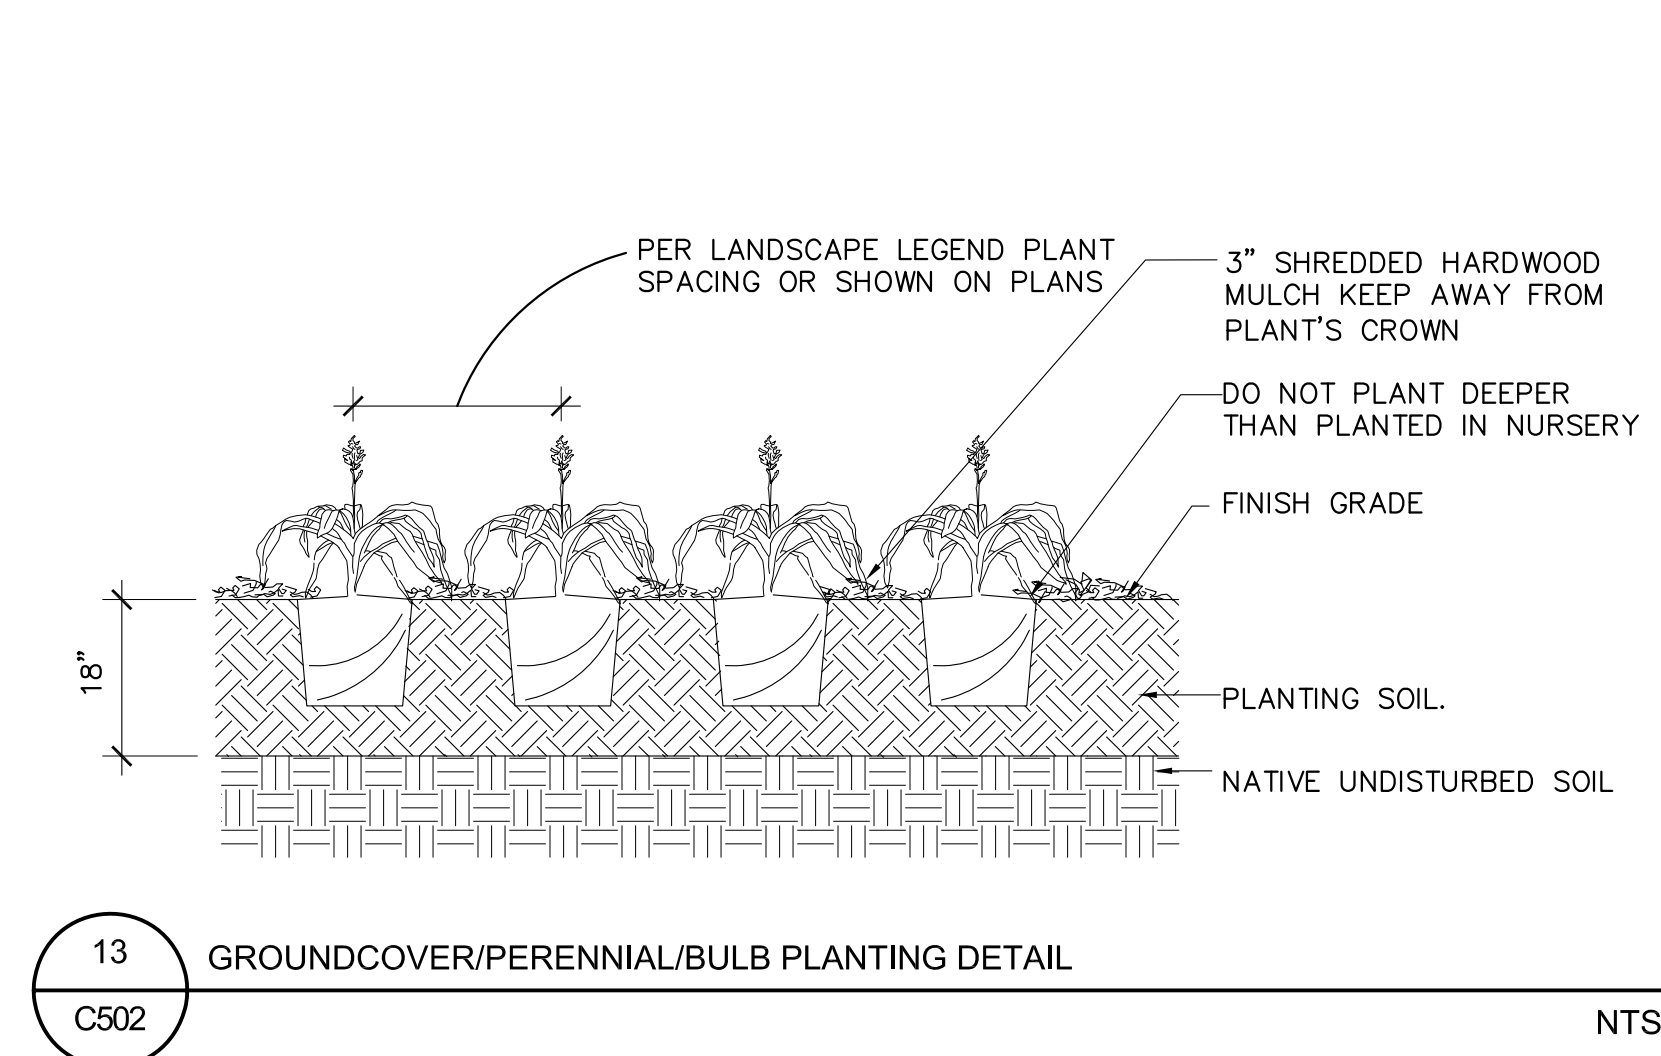 PER LANDSCAPE LEGEND PLANT
SPACING OR SHOWN ON PLANS
3" SHREDDED HARDWOOD
MULCH KEEP AWAY FROM
PLANT'S CROWN
DO NOT PLANT DEEPER
THAN PLANTED IN NURSERY
FINISH GRADE
18"
PLANTING SOIL.
NATIVE UNDISTURBED SOIL
13
GROUNDCOVER/PERENNIAL/BULB PLANTING DETAIL
C502
NTS